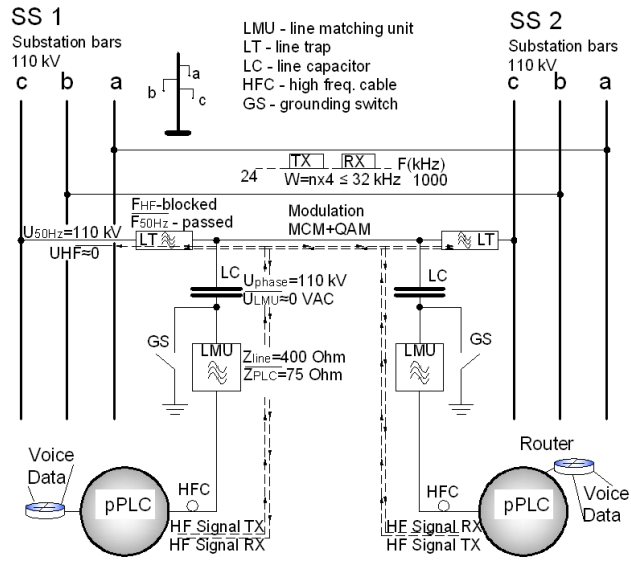 SS 1
Substation bars
110 kV
c b a
b a c
LMU - line matching unit
LT - line trap
LC - line capacitor
HFC - high freq. cable
GS - grounding switch
SS 2
Substation bars
110 kV
c b a
TX RX F(kHz)
24 W=nx4 ≤ 32 kHz 1000
FHF-blocked
F50Hz - passed
Modulation
MCM+QAM
U50Hz=110 kV
LT
LT
UHF≈0
LC
Uphase=110 kV
ULMU≈0 VAC
LC
GS
LMU
Zline=400 Ohm
ZPLC=75 Ohm
LMU
GS
Voice
Data
pPLC
HFC
HF Signal TX
HF Signal RX
HFC
HF Signal RX
HF Signal TX
pPLC
Router
Voice
Data